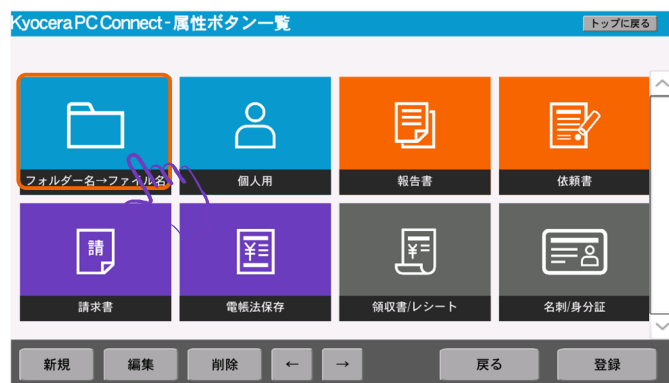 Kyocera PC Connect - 属性ボタン一覧
トップに戻る
フォルダー名→ファイル名
個人用
報告書
依頼書
請
請求書
¥
電帳法保存
¥
領収書/レシート
名刺/身分証
新規
編集
削除
←
→
戻る
登録